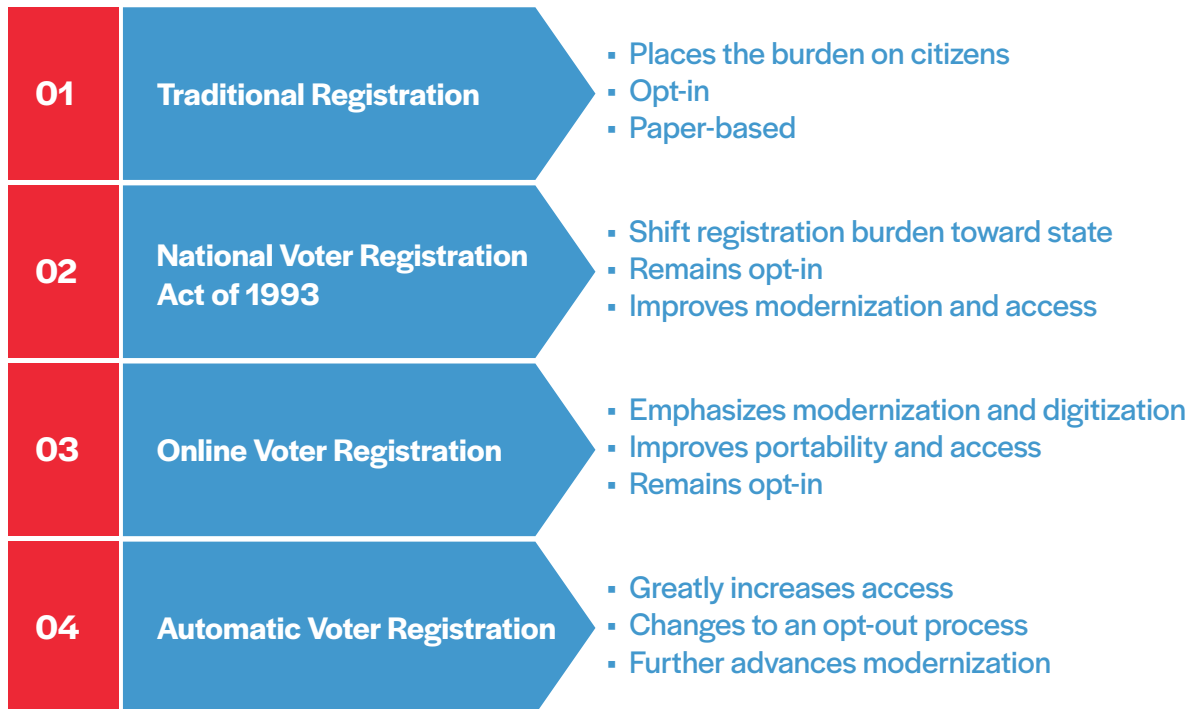 01
Traditional Registration
▪ Places the burden on citizens
▪ Opt-in
▪ Paper-based
02
National Voter Registration
Act of 1993
▪ Shift registration burden toward state
▪ Remains opt-in
▪ Improves modernization and access
03
Online Voter Registration
▪ Emphasizes modernization and digitization
▪ Improves portability and access
▪ Remains opt-in
04
Automatic Voter Registration
▪ Greatly increases access
▪ Changes to an opt-out process
▪ Further advances modernization